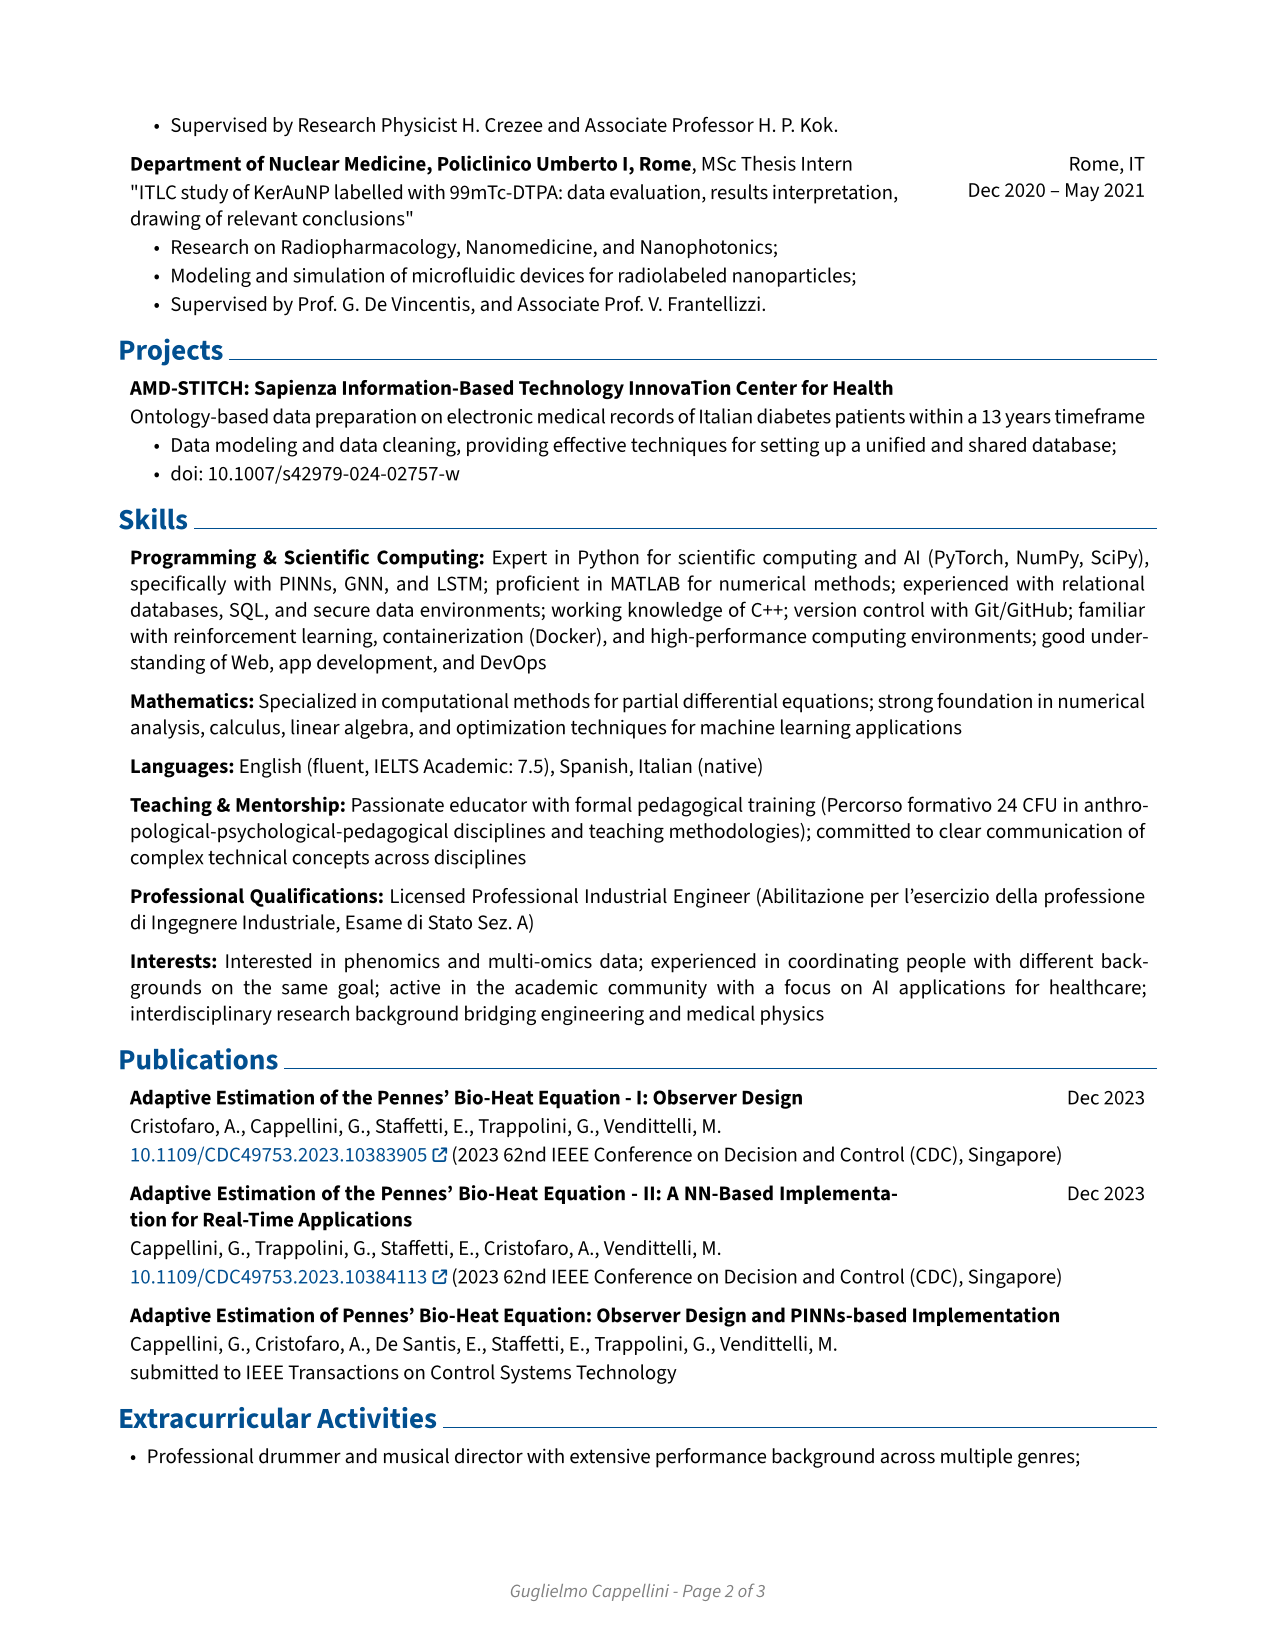 • Supervised by Research Physicist H. Crezee and Associate Professor H. P. Kok.
Department of Nuclear Medicine, Policlinico Umberto I, Rome, MSc Thesis Intern
Rome, IT
"ITLC study of KerAuNP labelled with 99mTc-DTPA: data evaluation, results interpretation,
Dec 2020 – May 2021
drawing of relevant conclusions"
• Research on Radiopharmacology, Nanomedicine, and Nanophotonics;
• Modeling and simulation of microfluidic devices for radiolabeled nanoparticles;
• Supervised by Prof. G. De Vincentis, and Associate Prof. V. Frantellizzi.
Projects
AMD-STITCH: Sapienza Information-Based Technology InnovaTion Center for Health
Ontology-based data preparation on electronic medical records of Italian diabetes patients within a 13 years timeframe
• Data modeling and data cleaning, providing effective techniques for setting up a unified and shared database;
• doi: 10.1007/s42979-024-02757-w
Skills
Programming & Scientific Computing: Expert in Python for scientific computing and AI (PyTorch, NumPy, SciPy),
specifically with PINNs, GNN, and LSTM; proficient in MATLAB for numerical methods; experienced with relational
databases, SQL, and secure data environments; working knowledge of C++; version control with Git/GitHub; familiar
with reinforcement learning, containerization (Docker), and high-performance computing environments; good under-
standing of Web, app development, and DevOps
Mathematics: Specialized in computational methods for partial differential equations; strong foundation in numerical
analysis, calculus, linear algebra, and optimization techniques for machine learning applications
Languages: English (fluent, IELTS Academic: 7.5), Spanish, Italian (native)
Teaching & Mentorship: Passionate educator with formal pedagogical training (Percorso formativo 24 CFU in anthro-
pological-psychological-pedagogical disciplines and teaching methodologies); committed to clear communication of
complex technical concepts across disciplines
Professional Qualifications: Licensed Professional Industrial Engineer (Abilitazione per l’esercizio della professione
di Ingegnere Industriale, Esame di Stato Sez. A)
Interests: Interested in phenomics and multi-omics data; experienced in coordinating people with different back-
grounds on the same goal; active in the academic community with a focus on AI applications for healthcare;
interdisciplinary research background bridging engineering and medical physics
Publications
Adaptive Estimation of the Pennes’ Bio-Heat Equation - I: Observer Design
Dec 2023
Cristofaro, A., Cappellini, G., Staffetti, E., Trappolini, G., Vendittelli, M.
10.1109/CDC49753.2023.10383905 (2023 62nd IEEE Conference on Decision and Control (CDC), Singapore)
Adaptive Estimation of the Pennes’ Bio-Heat Equation - II: A NN-Based Implementa-
Dec 2023
tion for Real-Time Applications
Cappellini, G., Trappolini, G., Staffetti, E., Cristofaro, A., Vendittelli, M.
10.1109/CDC49753.2023.10384113 (2023 62nd IEEE Conference on Decision and Control (CDC), Singapore)
Adaptive Estimation of Pennes’ Bio-Heat Equation: Observer Design and PINNs-based Implementation
Cappellini, G., Cristofaro, A., De Santis, E., Staffetti, E., Trappolini, G., Vendittelli, M.
submitted to IEEE Transactions on Control Systems Technology
Extracurricular Activities
• Professional drummer and musical director with extensive performance background across multiple genres;
Guglielmo Cappellini - Page 2 of 3